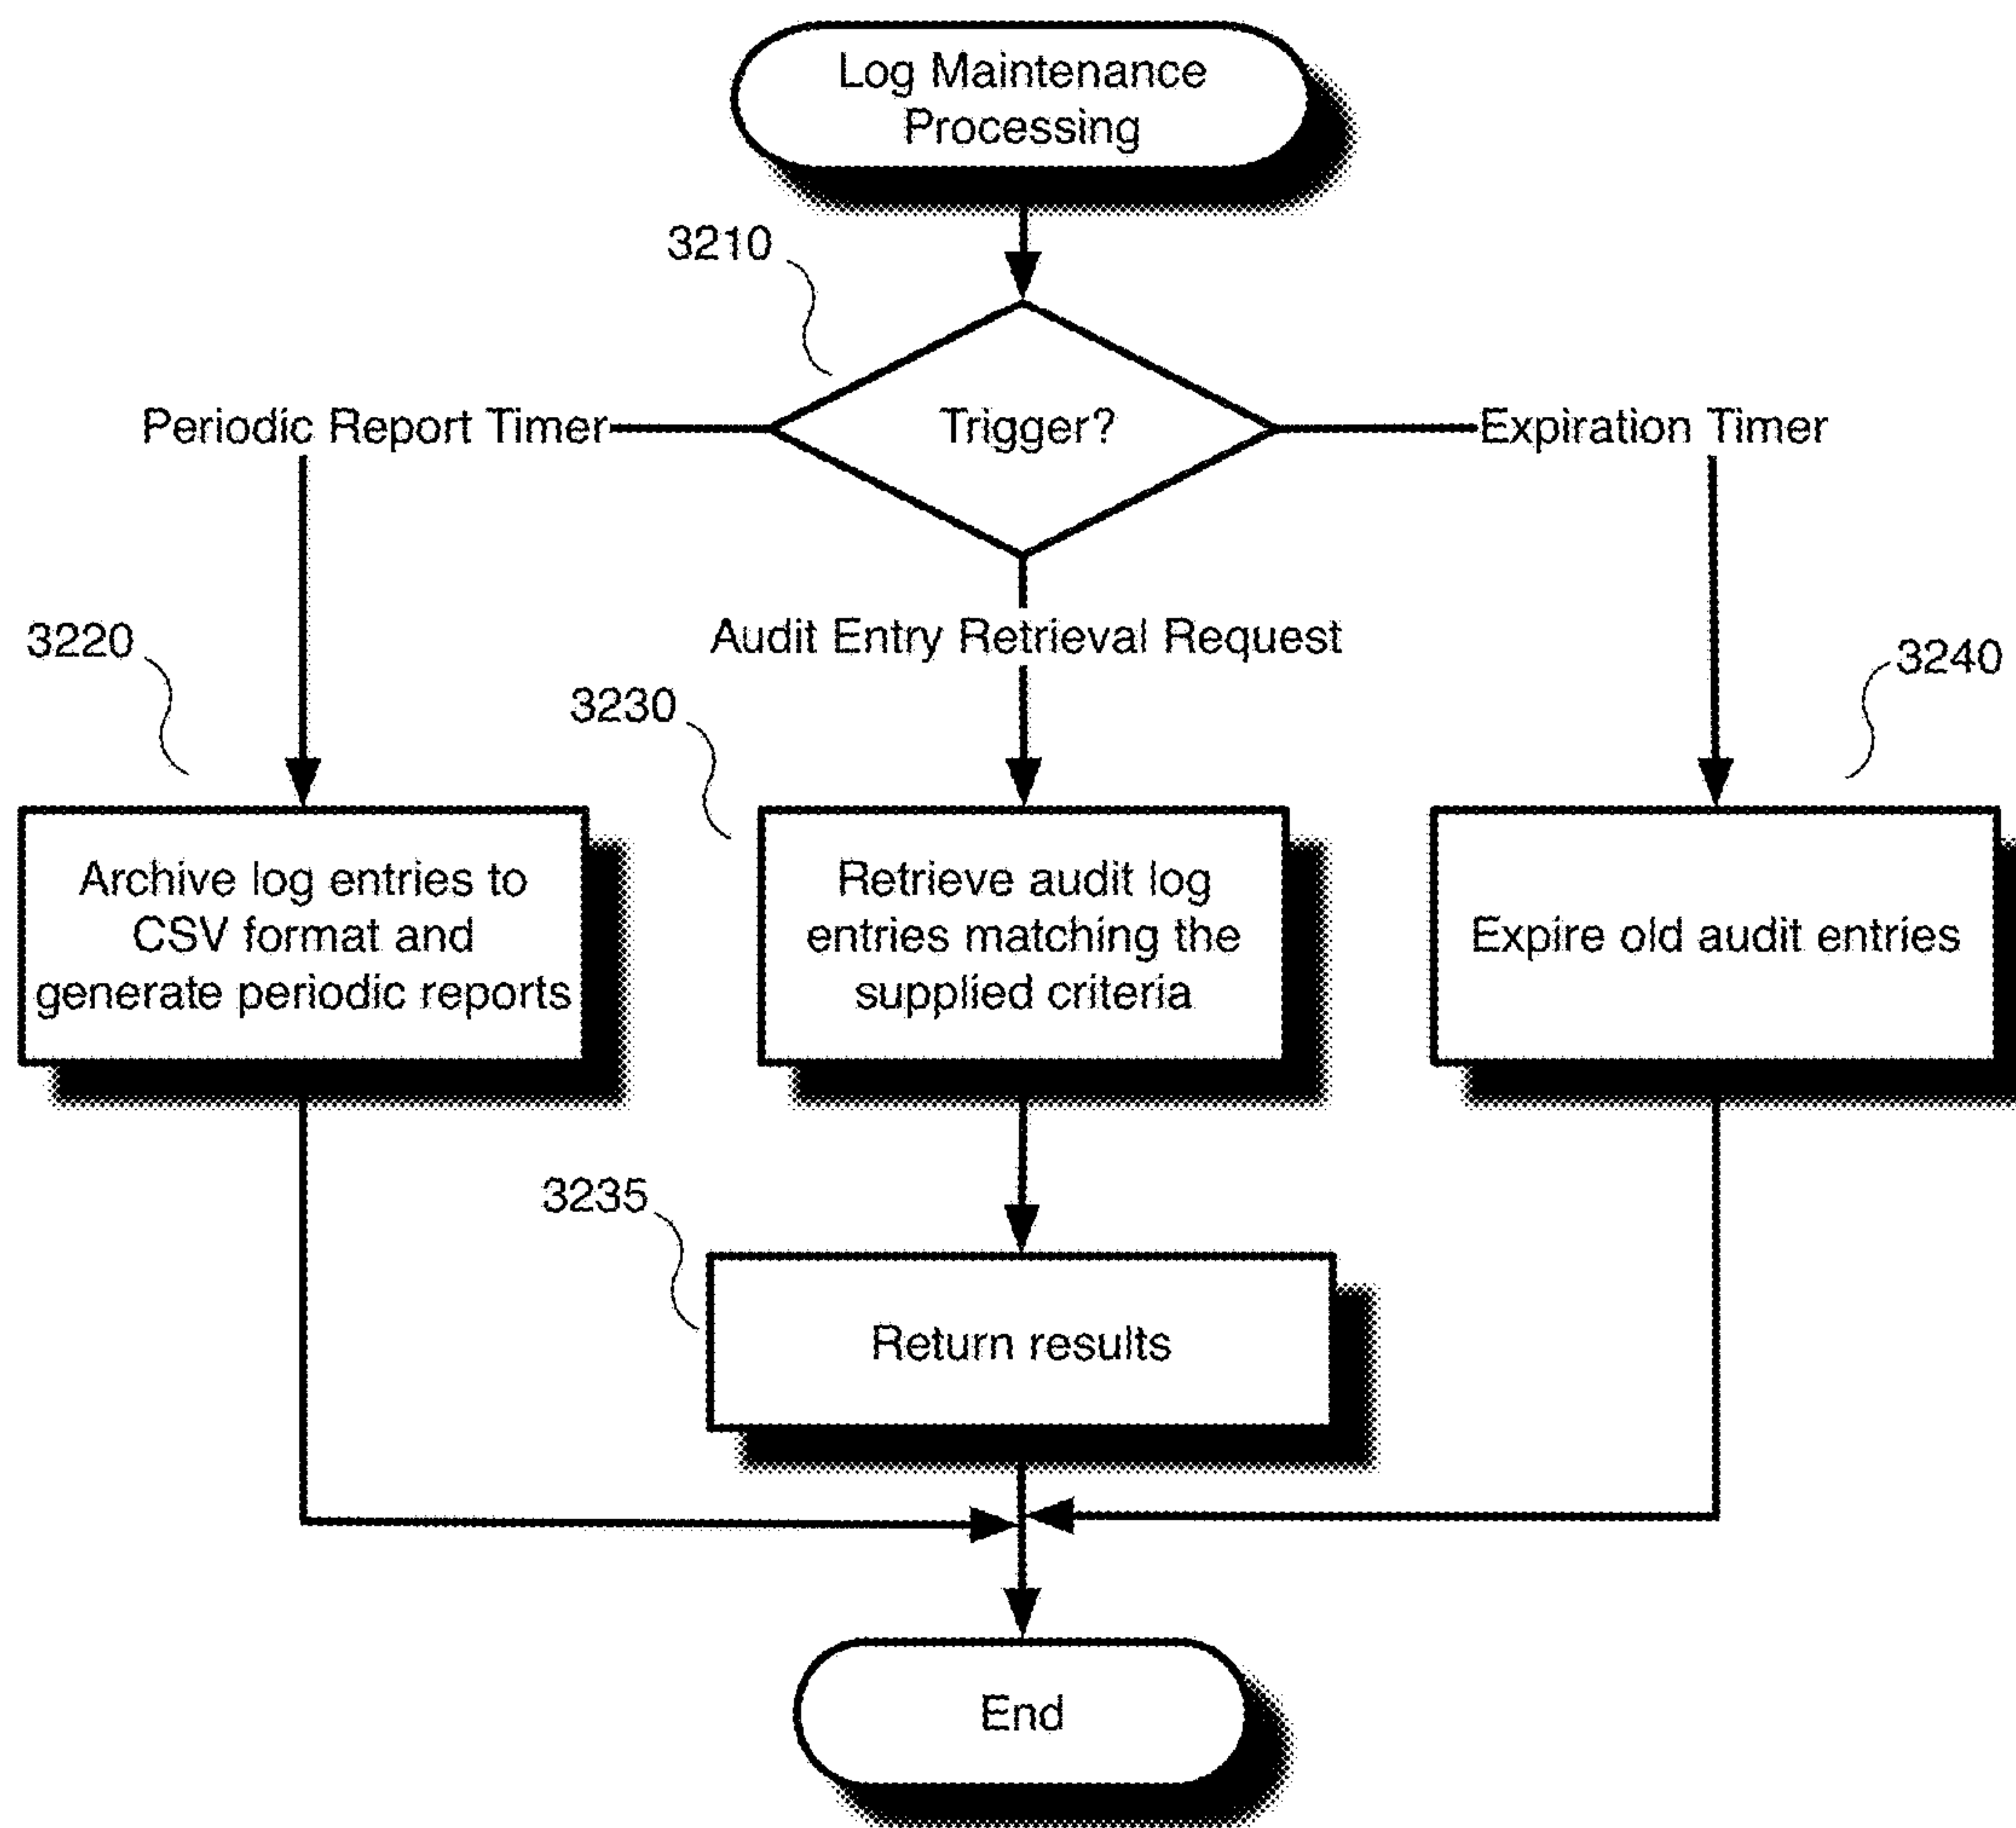 Log Maintenance
Processing
3210
Periodic Report Timer
Trigger?
Expiration Timer
Audit Entry Retrieval Request
3220
3230
3240
Archive log entries to
CSV format and
generate periodic reports
Retrieve audit log
entries matching the
supplied criteria
Expire old audit entries
3235
Return results
End